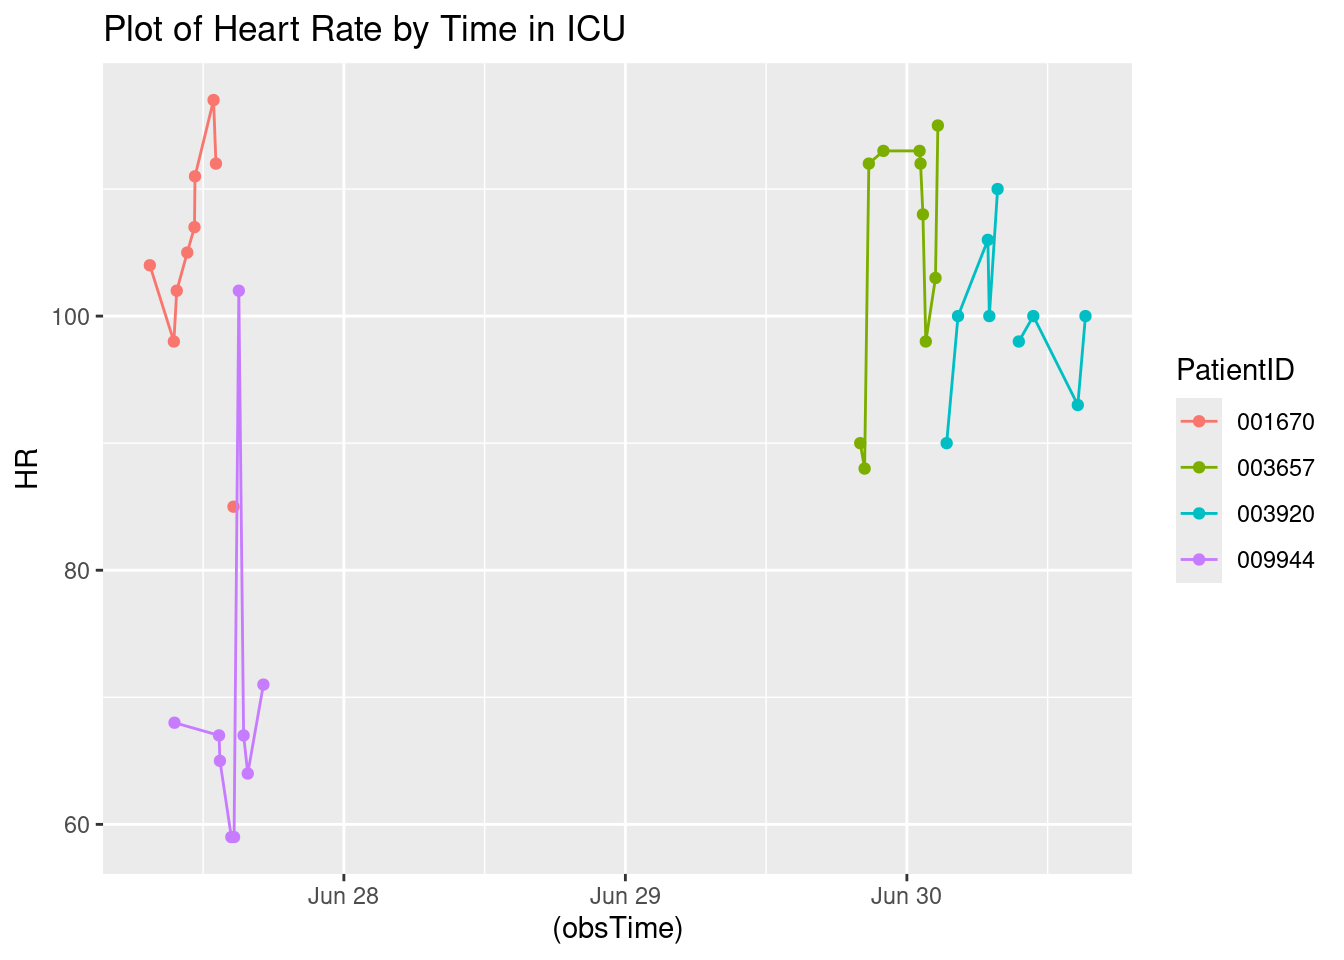 Plot of Heart Rate by Time in ICU
HR
100
80
60
Jun 28
Jun 29
Jun 30
(obsTime)
PatientID
001670
003657
003920
009944